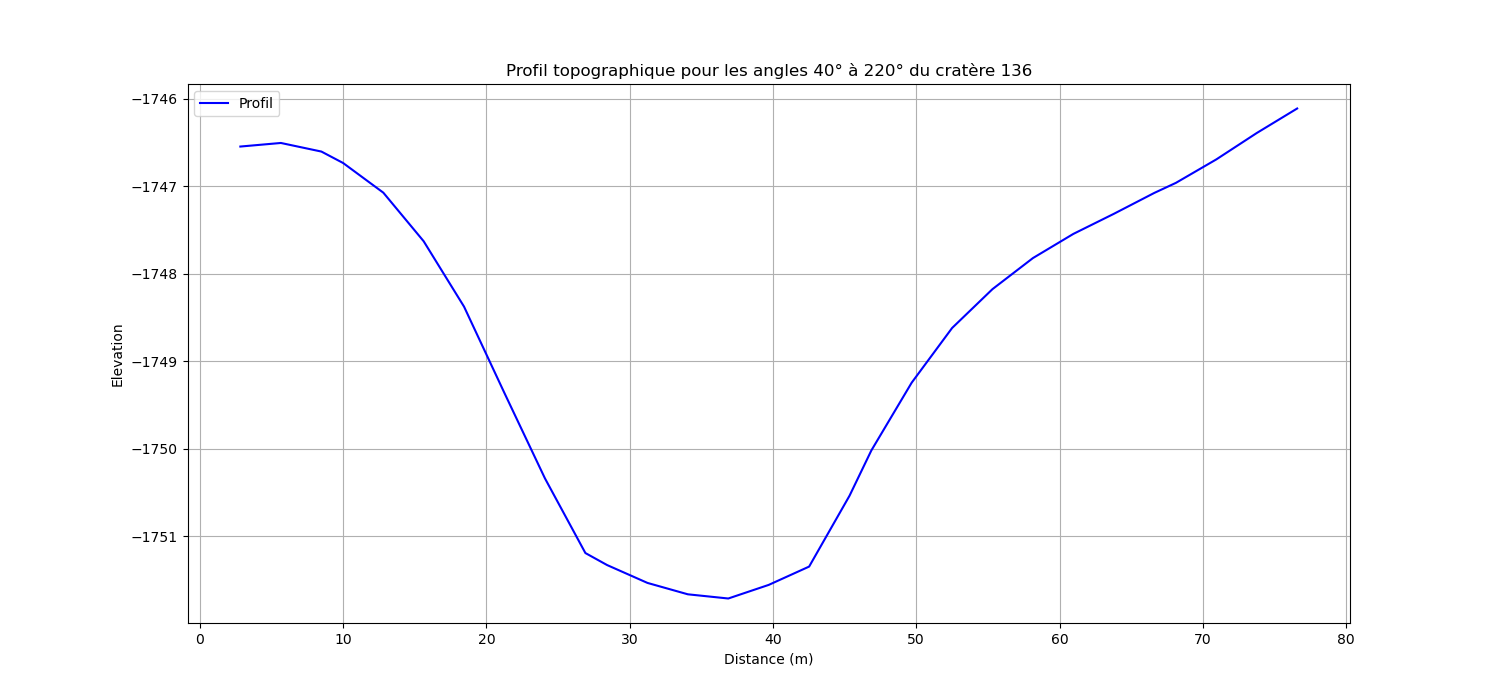 Profil topographique pour les angles 40° à 220° du cratère 136
Profil
Elevation
−1746
−1747
−1748
−1749
−1750
−1751
0 10 20 30 40 50 60 70 80
Distance (m)